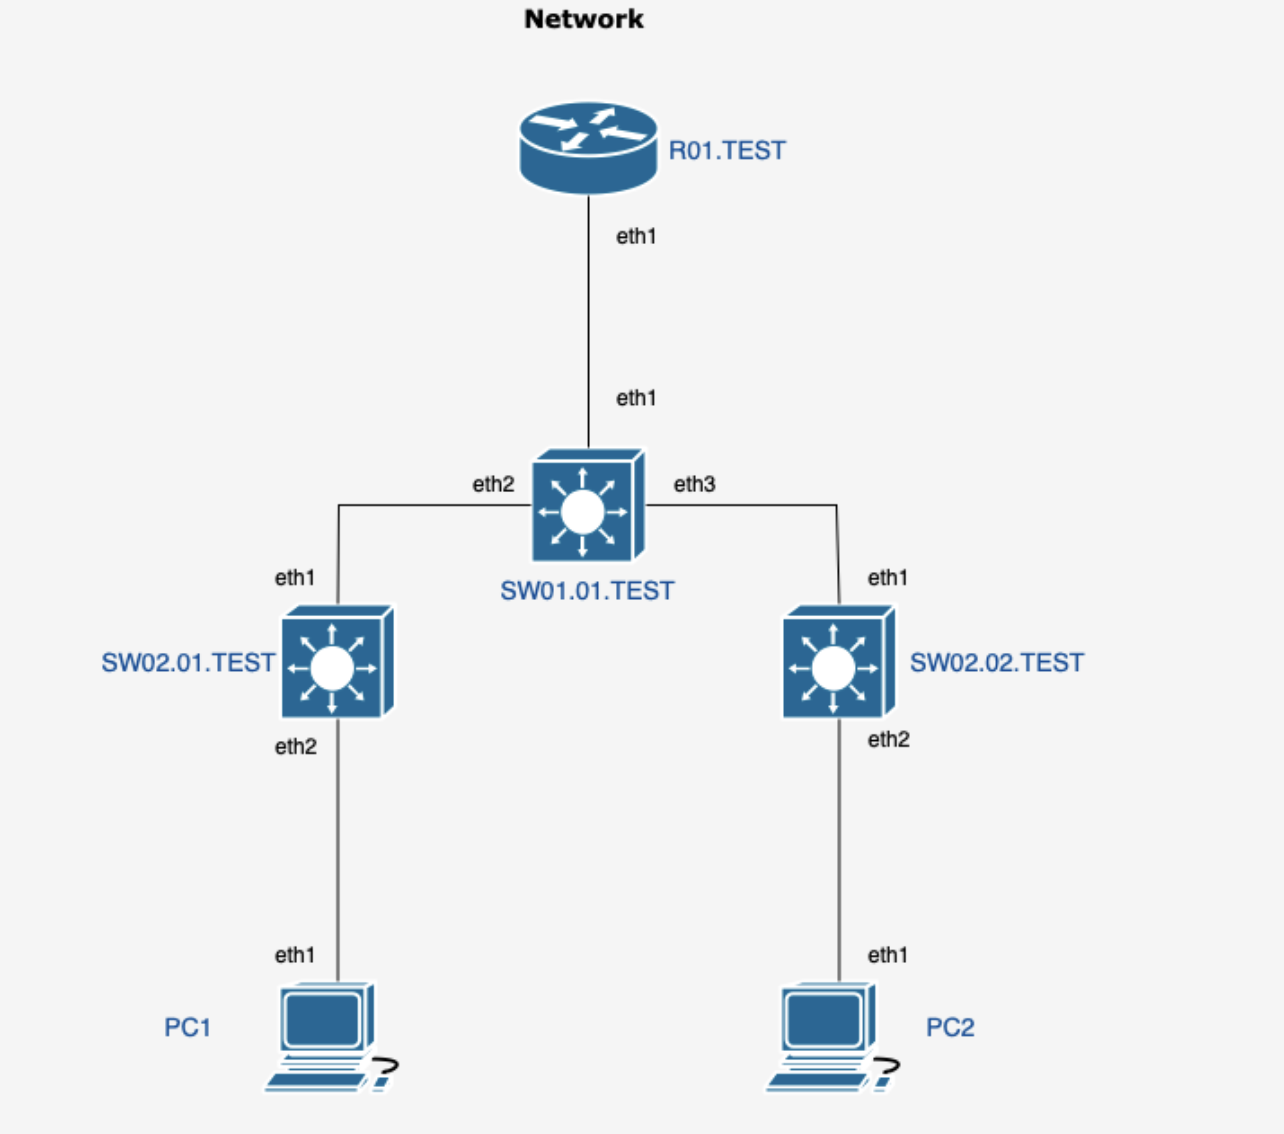 Network
R01.TEST
eth1
eth1
eth2
eth3
SW01.01.TEST
eth1
eth1
SW02.01.TEST
SW02.02.TEST
eth2
eth2
eth1
eth1
PC1
PC2